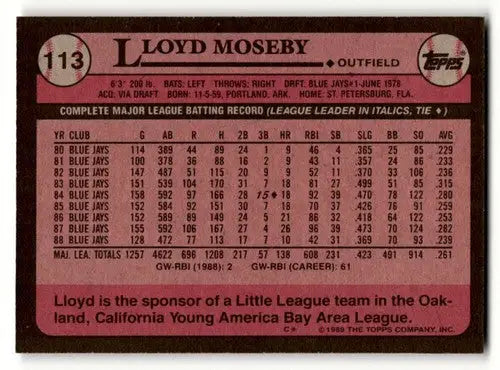 113
LLOYD MOSEBY
♦ OUTFIELD
Topps
6'3" 200 lb. BATS: LEFT THROWS: RIGHT DRFT: BLUE JAYS #1-JUNE 1978
ACQ: VIA DRAFT BORN: 11-5-59, PORTLAND, ARK. HOME: ST. PETERSBURG, FLA.
COMPLETE MAJOR LEAGUE BATTING RECORD (LEAGUE LEADER IN ITALICS, TIE ♦)
YR CLUB G AB R H 2B 3B HR RBI SB SLG BB SO AVG
80 BLUE JAYS 114 389 44 89 24 1 9 46 4 .365 25 85 .229
81 BLUE JAYS 100 378 36 88 16 2 9 43 11 .357 24 86 .233
82 BLUE JAYS 147 487 51 115 20 9 9 52 11 .370 33 106 .236
83 BLUE JAYS 151 539 104 170 31 7 18 81 27 .499 51 85 .315
84 BLUE JAYS 158 592 97 166 28 15♦ 18 92 39 .470 78 122 .280
85 BLUE JAYS 152 584 92 151 30 7 18 70 37 .426 76 91 .259
86 BLUE JAYS 152 589 89 149 24 5 21 86 32 .418 64 122 .253
87 BLUE JAYS 155 592 106 167 27 4 26 96 39 .473 70 124 .282
88 BLUE JAYS 128 472 77 113 17 7 10 42 31 .369 70 93 .239
MAJ. LEA. TOTALS 1257 4622 696 1208 217 57 138 608 231 .423 491 914 .261
GW-RBI (1988): 2 GW-RBI (CAREER): 61
Lloyd is the sponsor of a Little League team in the Oak-
land, California Young America Bay Area League.
C* © 1989 THE TOPPS COMPANY, INC.